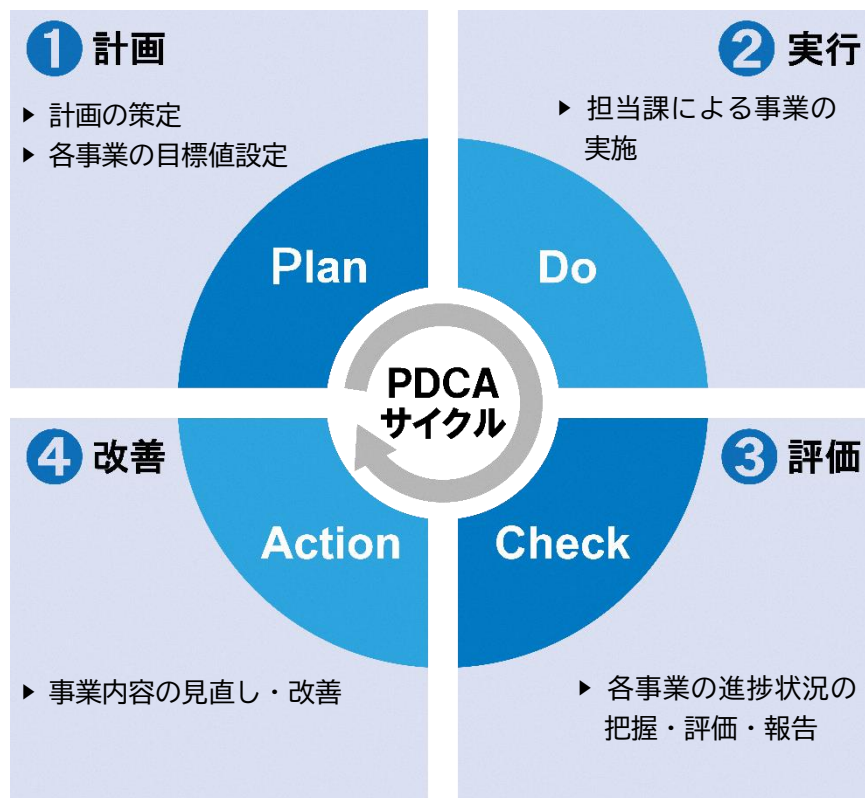 1 計画
▶ 計画の策定
▶ 各事業の目標値設定
Plan
2 実行
▶ 担当課による事業の
実施
Do
PDCA
サイクル
3 評価
Check
▶ 各事業の進捗状況の
把握・評価・報告
4 改善
Action
▶ 事業内容の見直し・改善